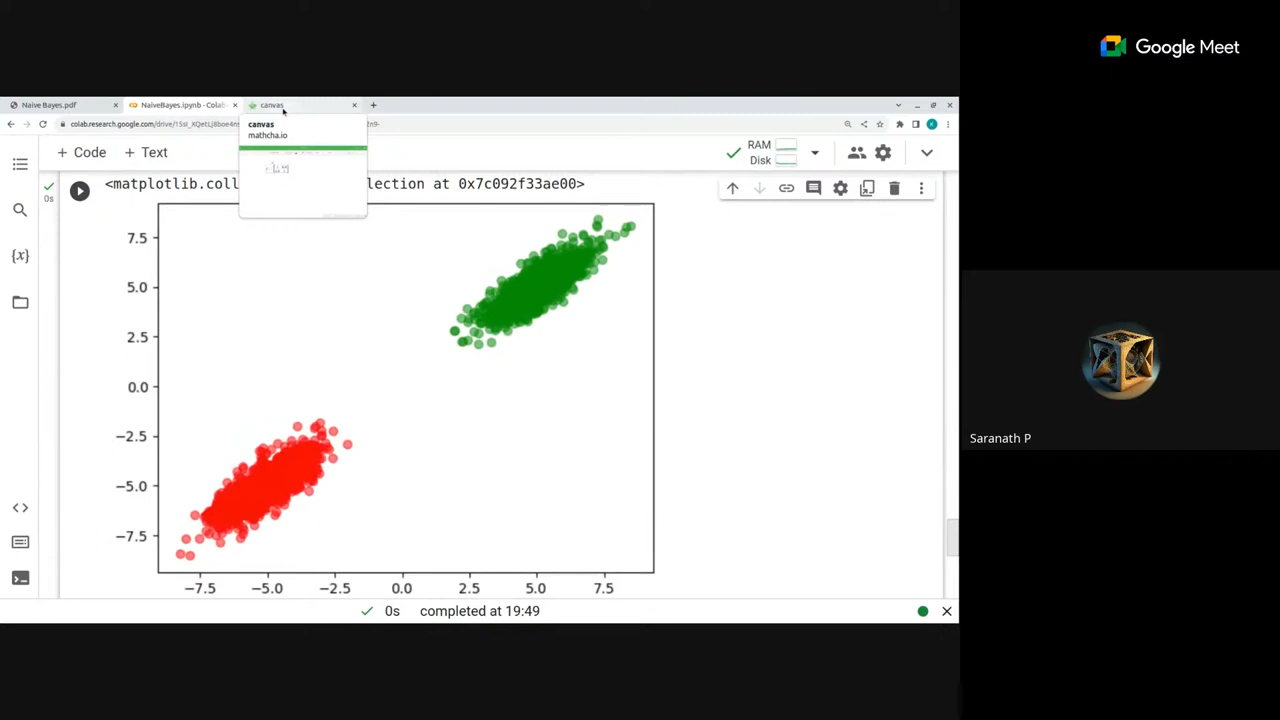 Google Meet
Naive Bayes.pdf
NaiveBayes.ipynb - Colab
canvas
canvas
mathcha.io
+ Code
+ Text
RAM
Disk
0s
<matplotlib.coll
lection at 0x7c092f33ae00>
{x}
7.5
5.0
2.5
0.0
−2.5
−5.0
−7.5
−7.5 −5.0 −2.5 0.0 2.5 5.0 7.5
0s completed at 19:49
Saranath P